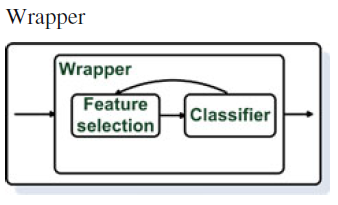 Wrapper
Wrapper
Feature
selection
Classifier